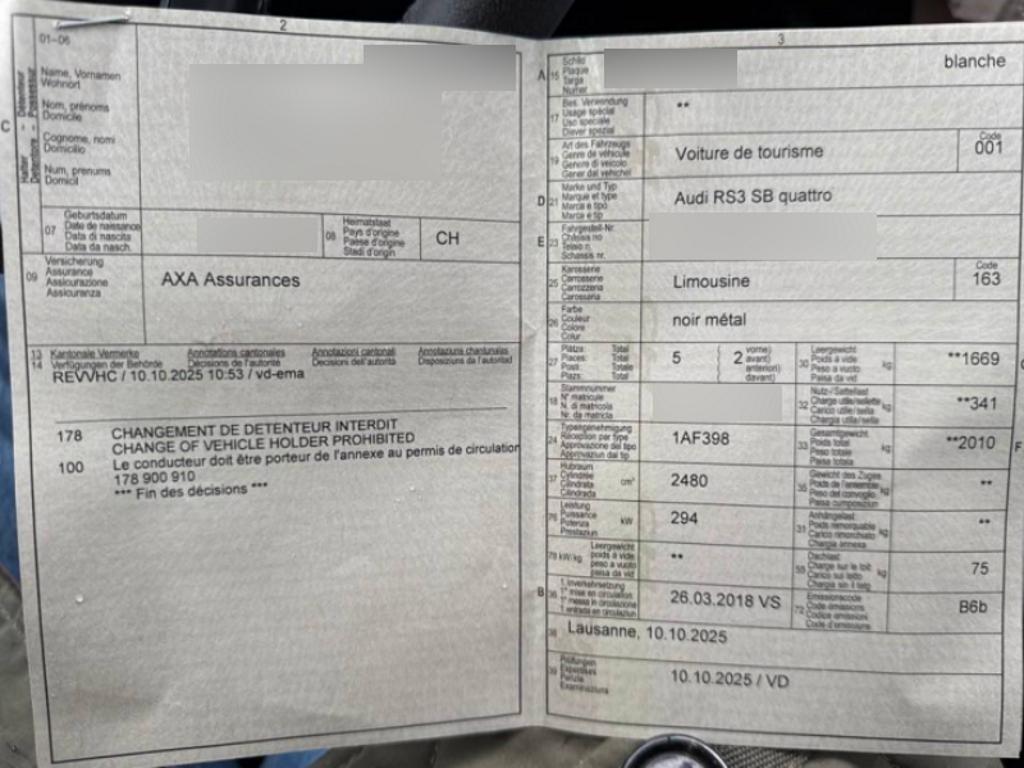 2
01-06
C
Halter - Détenteur
Detentore - Possessur
Name, Vornamen
Wohnort
Nom, prénoms
Domicile
Cognome, nomi
Domicilio
Num, prenums
Domicil
07
Geburtsdatum
Date de naissance
Data di nascita
Data da nasch.
08
Heimatstaat
Pays d'origine
Paese d'origine
Stadi d'origin
CH
09
Versicherung
Assurance
Assicurazione
Assicuranza
AXA Assurances
13 Kantonale Vermerke Annotations cantonales Annotazioni cantonali Annotaziuns chantunalas
14 Verfügungen der Behörde Décisions de l'autorité Decisioni dell'autorità Disposiziuns da l'autoritad
REVVHC / 10.10.2025 10:53 / vd-ema
178 CHANGEMENT DE DETENTEUR INTERDIT
CHANGE OF VEHICLE HOLDER PROHIBITED
100 Le conducteur doit être porteur de l'annexe au permis de circulation
178 900 910
*** Fin des décisions ***
3
A 15
Schild
Plaque
Targa
Numer
blanche
17
Bes. Verwendung
Usage spécial
Uso speciale
Diever spezial
**
19
Art des Fahrzeugs
Genre de véhicule
Genere di veicolo
Gener dal vehichel
Voiture de tourisme
Code
001
D 21
Marke und Typ
Marque et type
Marca e tipo
Marca e tip
Audi RS3 SB quattro
E 23
Fahrgestell-Nr.
Châssis no
Telaio n.
Schassis nr.
25
Karosserie
Carrosserie
Carrozzeria
Carossaria
Limousine
Code
163
26
Farbe
Couleur
Colore
Colur
noir métal
27
Plätze: Total
Places: Total
Posti: Totale
Plazs: Total
5
2
vorne)
avant)
anteriori)
davant)
30
Leergewicht
Poids à vide
Peso a vuoto
Paisa da vid
kg
**1669
18
Stammnummer
N° matricule
N. di matricola
Nr. da matricla
32
Nutz-/Sattellast
Charge utile/sellette
Carico utile/sella
Chargia utila/sella
kg
**341
24
Typengenehmigung
Réception par type
Approvazione del tipo
Approvaziun dal tip
1AF398
33
Gesamtgewicht
Poids total
Peso totale
Paisa totala
kg
**2010
F
37
Hubraum
Cylindrée
Cilindrata
Cilindrada
cm³
2480
35
Gewicht des Zuges
Poids de l'ensemble
Peso del convoglio
Paisa cumposiziun
kg
**
76
Leistung
Puissance
Potenza
Prestaziun
kW
294
31
Anhängelast
Poids remorquable
Carico rimorchiato
Chargia annexa
kg
**
78 kW/kg
Leergewicht
poids à vide
peso a vuoto
paisa da vid
**
55
Dachlast
Charge sur le toit
Carico sul tetto
Chargia sin il tetg
kg
75
B 36
1. Inverkehrsetzung
1re mise en circulation
1a messa in circolazione
1. entrada en circulaziun
26.03.2018 VS
72
Emissionscode
Code émissions
Codice emissioni
Code d'emissiuns
B6b
38
Lausanne, 10.10.2025
39
Prüfungen
Expertises
Perizie
Examinaziuns
10.10.2025 / VD